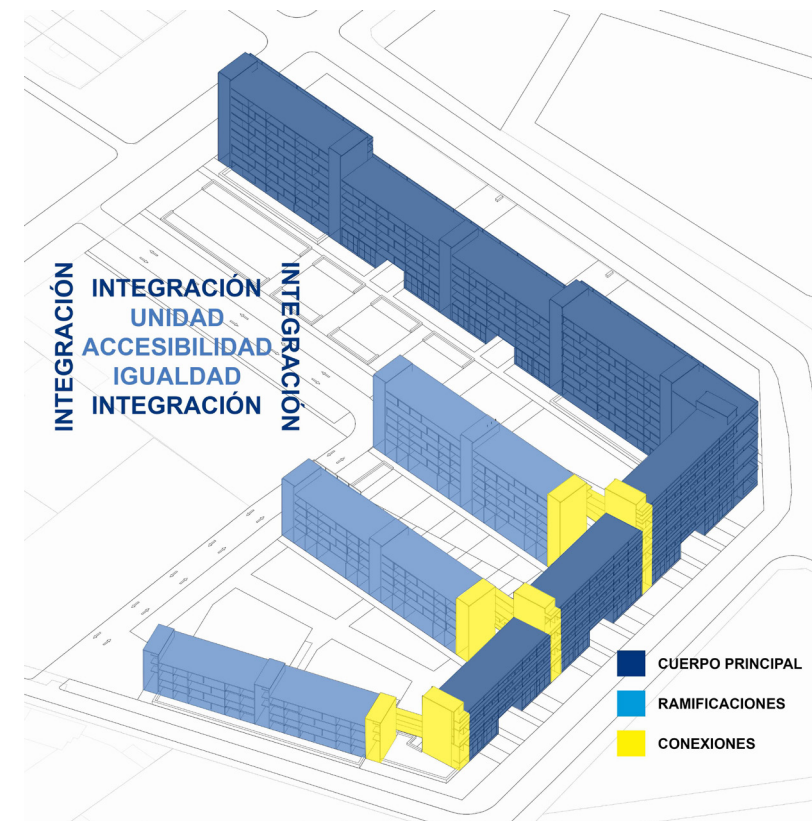 INTEGRACIÓN
INTEGRACIÓN
UNIDAD
ACCESIBILIDAD
IGUALDAD
INTEGRACIÓN
INTEGRACIÓN
CUERPO PRINCIPAL
RAMIFICACIONES
CONEXIONES